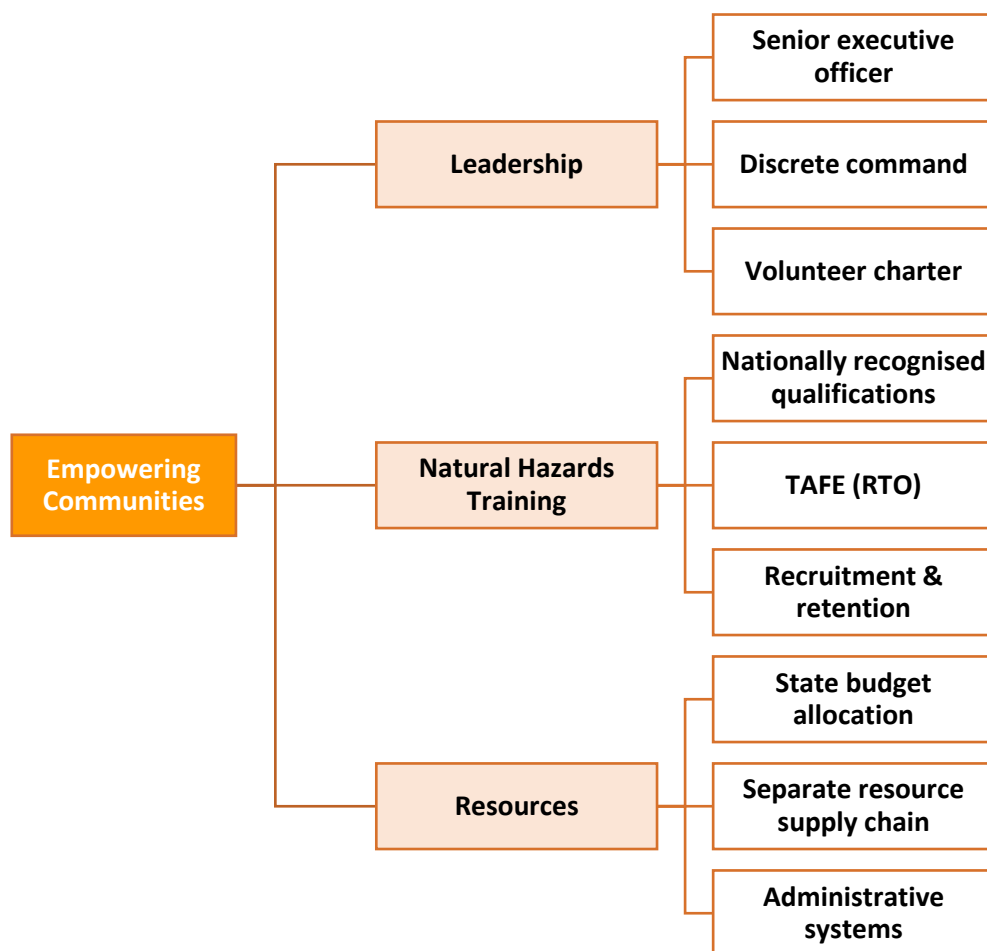 Empowering
Communities
Leadership
Senior executive
officer
Discrete command
Volunteer charter
Natural Hazards
Training
Nationally recognised
qualifications
TAFE (RTO)
Recruitment &
retention
Resources
State budget
allocation
Separate resource
supply chain
Administrative
systems